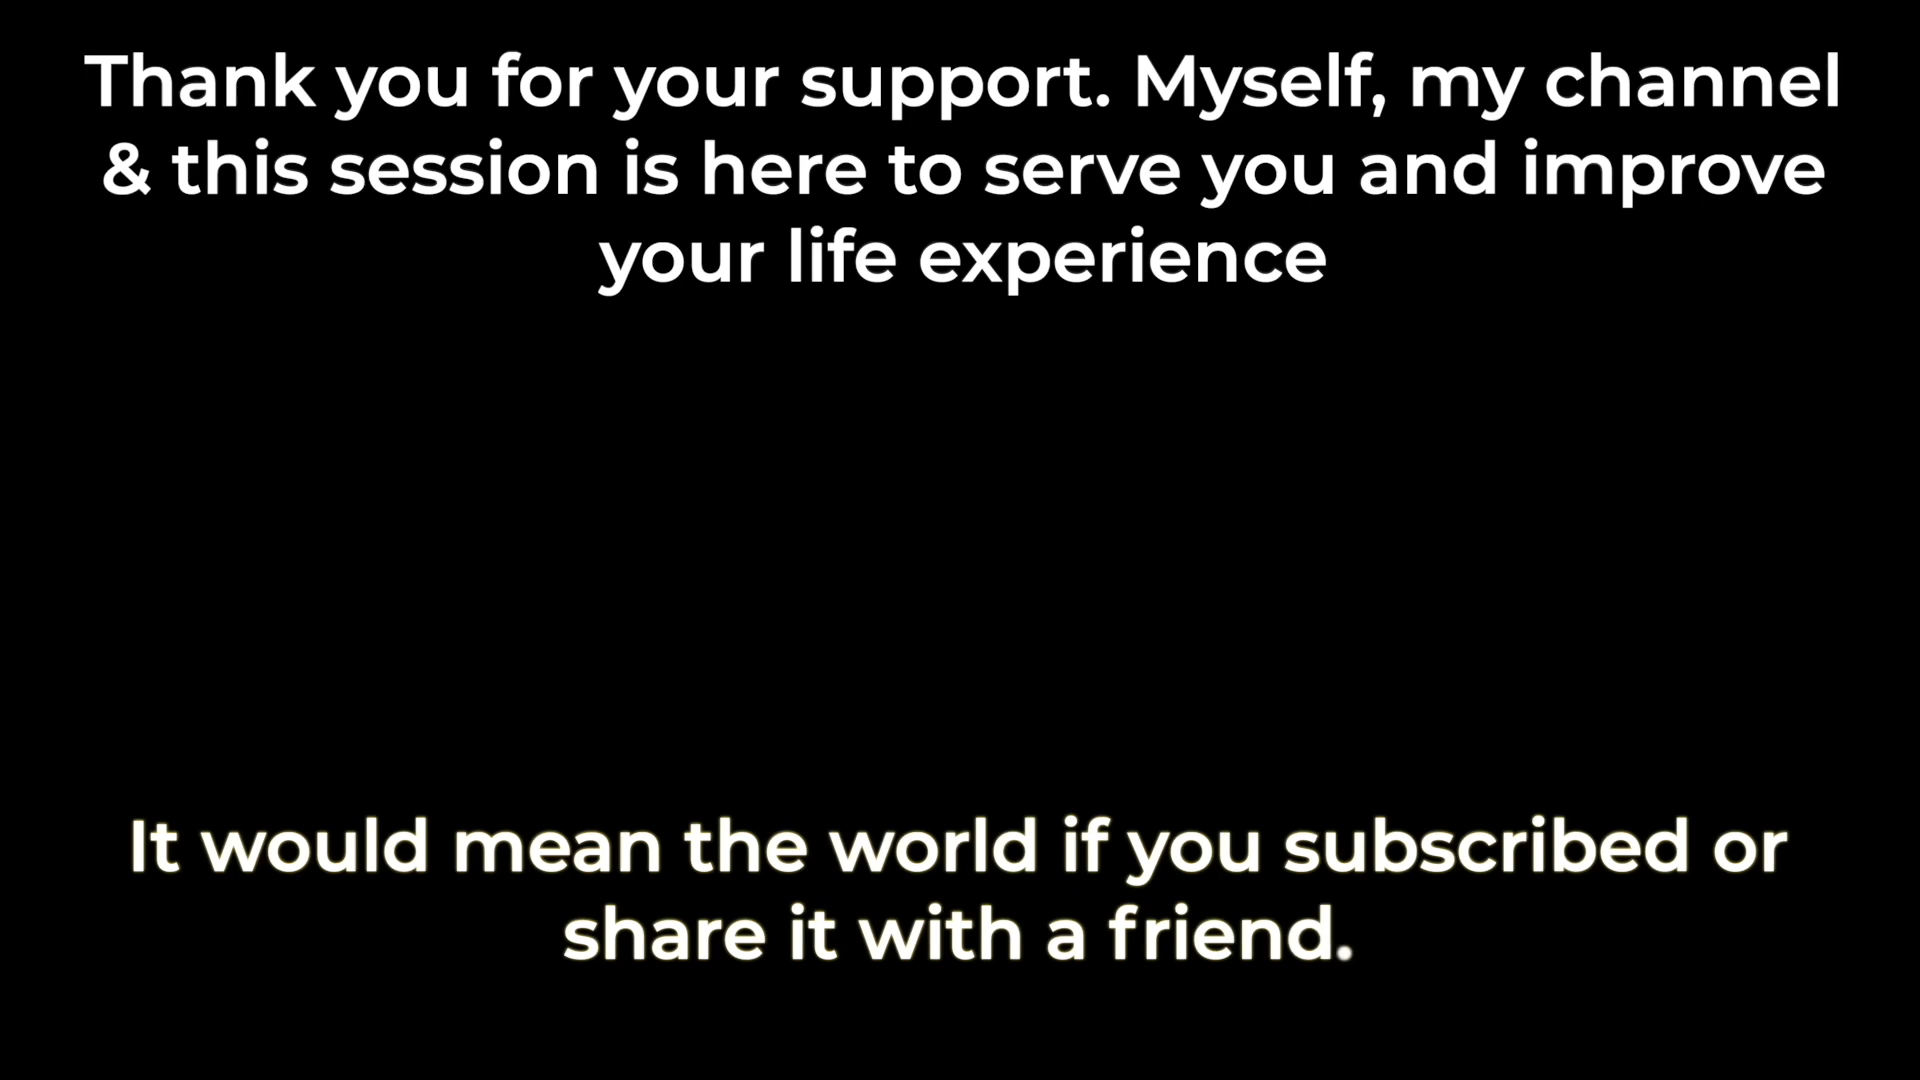 Thank you for your support. Myself, my channel
& this session is here to serve you and improve
your life experience
It would mean the world if you subscribed or
share it with a friend.